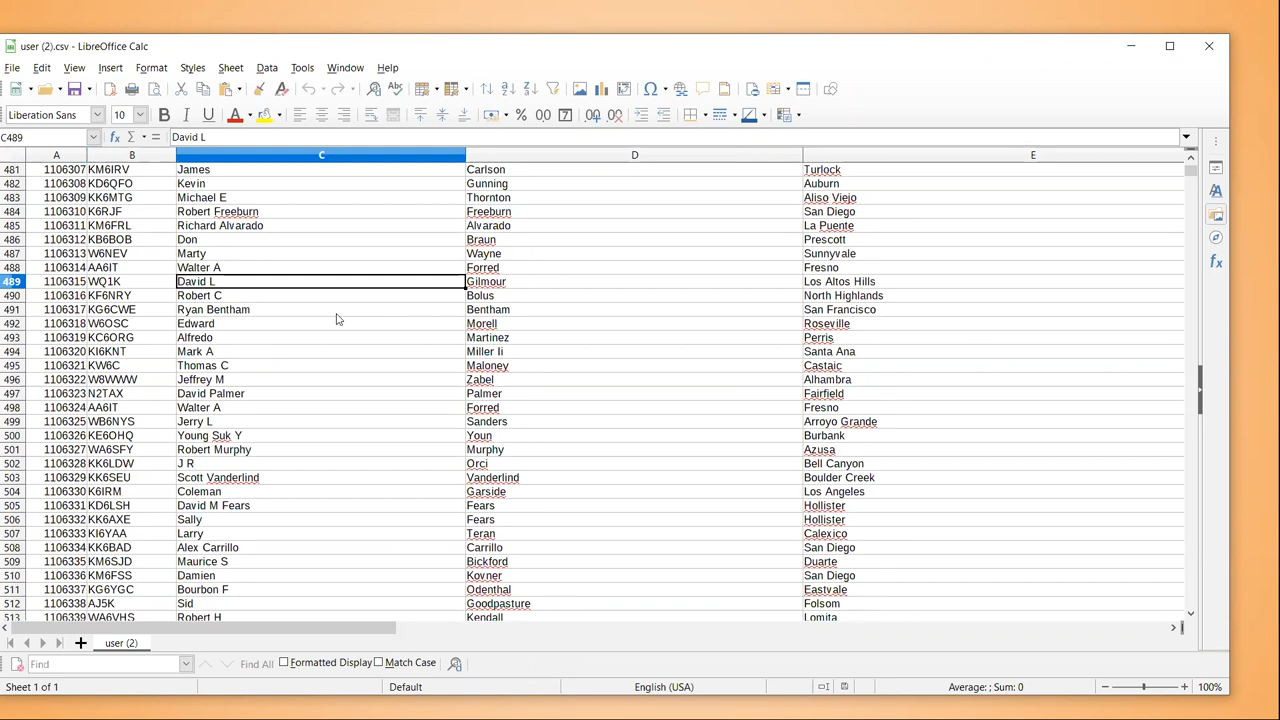 user (2).csv - LibreOffice Calc
File Edit View Insert Format Styles Sheet Data Tools Window Help
Liberation Sans 10
C489 David L
A B C D E
481 1106307 KM6IRV James Carlson Turlock
482 1106308 KD6QFO Kevin Gunning Auburn
483 1106309 KK6MTG Michael E Thornton Aliso Viejo
484 1106310 K6RJF Robert Freeburn Freeburn San Diego
485 1106311 KM6FRL Richard Alvarado Alvarado La Puente
486 1106312 KB6BOB Don Braun Prescott
487 1106313 W6NEV Marty Wayne Sunnyvale
488 1106314 AA6IT Walter A Forred Fresno
489 1106315 WQ1K David L Gilmour Los Altos Hills
490 1106316 KF6NRY Robert C Bolus North Highlands
491 1106317 KG6CWE Ryan Bentham Bentham San Francisco
492 1106318 W6OSC Edward Morell Roseville
493 1106319 KC6ORG Alfredo Martinez Perris
494 1106320 KI6KNT Mark A Miller Ii Santa Ana
495 1106321 KW6C Thomas C Maloney Castaic
496 1106322 W8WWW Jeffrey M Zabel Alhambra
497 1106323 N2TAX David Palmer Palmer Fairfield
498 1106324 AA6IT Walter A Forred Fresno
499 1106325 WB6NYS Jerry L Sanders Arroyo Grande
500 1106326 KE6OHQ Young Suk Y Youn Burbank
501 1106327 WA6SFY Robert Murphy Murphy Azusa
502 1106328 KK6LDW J R Orci Bell Canyon
503 1106329 KK6SEU Scott Vanderlind Vanderlind Boulder Creek
504 1106330 K6IRM Coleman Garside Los Angeles
505 1106331 KD6LSH David M Fears Fears Hollister
506 1106332 KK6AXE Sally Fears Hollister
507 1106333 KI6YAA Larry Teran Calexico
508 1106334 KK6BAD Alex Carrillo Carrillo San Diego
509 1106335 KM6SJD Maurice S Bickford Duarte
510 1106336 KM6FSS Damien Kovner San Diego
511 1106337 KG6YGC Bourbon F Odenthal Eastvale
512 1106338 AJ5K Sid Goodpasture Folsom
513 1106339 WA6VHS Robert H Kendall Lomita
user (2)
Find Find All Formatted Display Match Case
Sheet 1 of 1 Default English (USA) Average: ; Sum: 0 100%